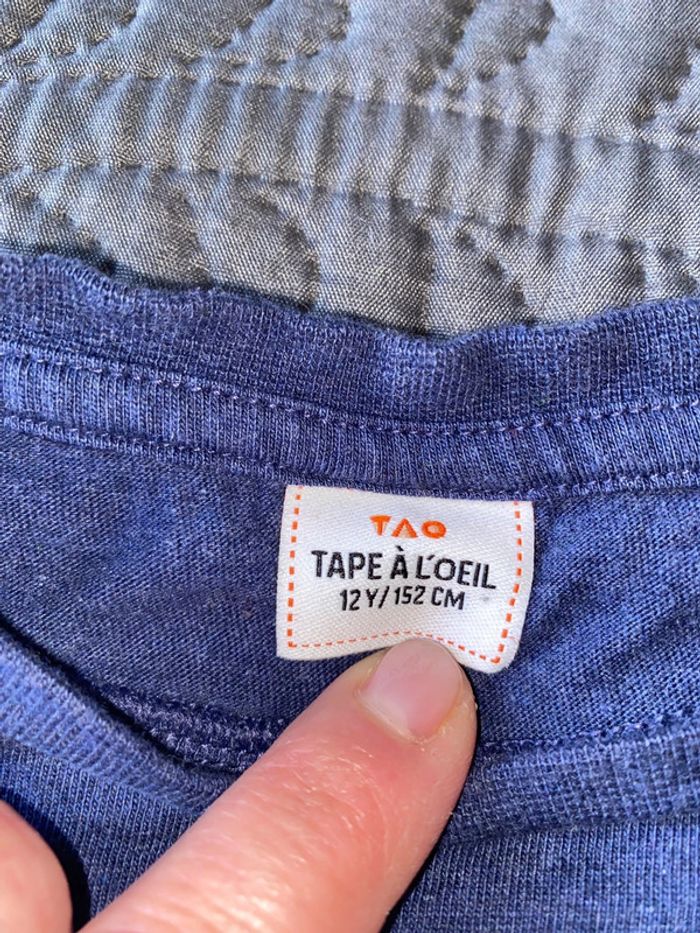 TAO
TAPE À L'OEIL
12 Y/152 CM